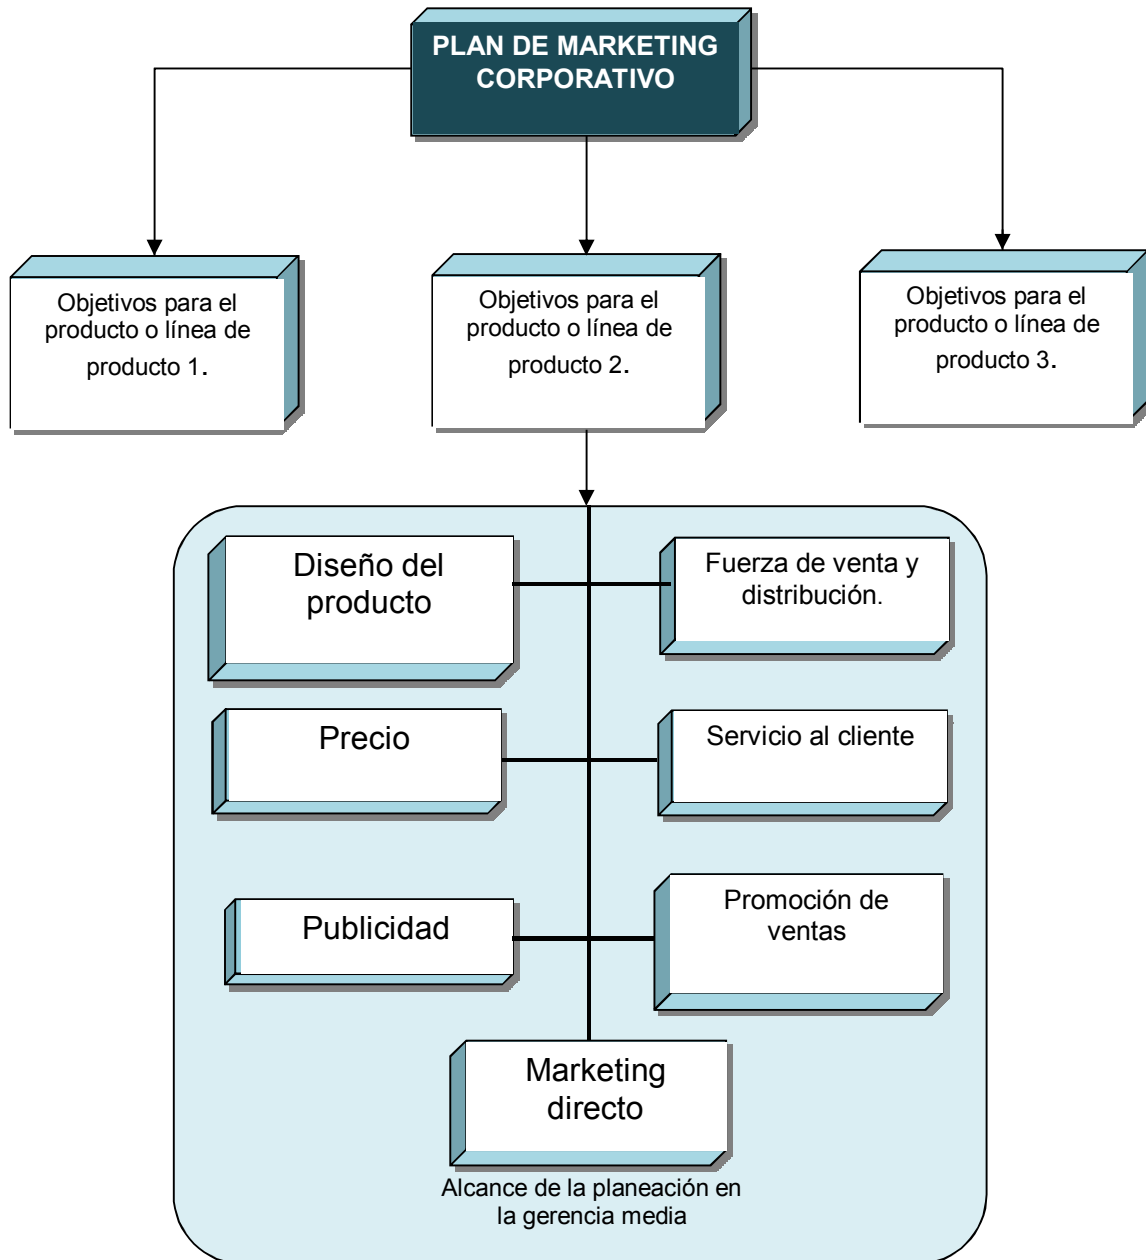 PLAN DE MARKETING
CORPORATIVO
Objetivos para el
producto o línea de
producto 1.
Objetivos para el
producto o línea de
producto 2.
Objetivos para el
producto o línea de
producto 3.
Diseño del
producto
Fuerza de venta y
distribución.
Precio
Servicio al cliente
Publicidad
Promoción de
ventas
Marketing
directo
Alcance de la planeación en
la gerencia media